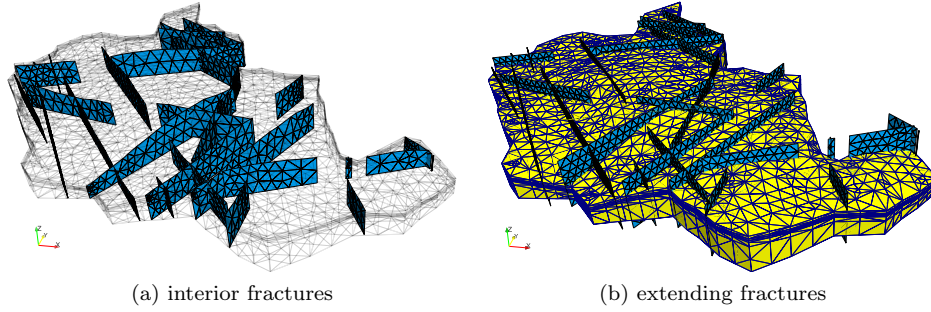 Z
Y
X
Z
Y
X
(a) interior fractures
(b) extending fractures